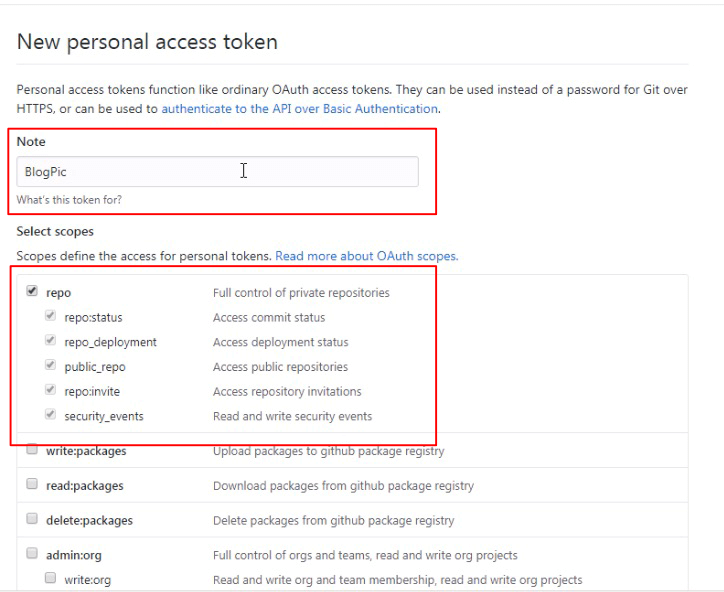 New personal access token
Personal access tokens function like ordinary OAuth access tokens. They can be used instead of a password for Git over
HTTPS, or can be used to authenticate to the API over Basic Authentication.
Note
BlogPic
What's this token for?
Select scopes
Scopes define the access for personal tokens. Read more about OAuth scopes.
repo Full control of private repositories
repo:status Access commit status
repo_deployment Access deployment status
public_repo Access public repositories
repo:invite Access repository invitations
security_events Read and write security events
write:packages Upload packages to github package registry
read:packages Download packages from github package registry
delete:packages Delete packages from github package registry
admin:org Full control of orgs and teams, read and write org projects
write:org Read and write org and team membership, read and write org projects